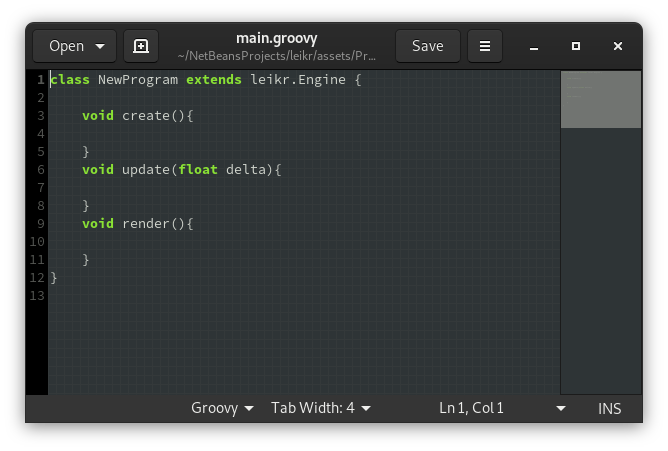 Open
main.groovy
~/NetBeansProjects/leikr/assets/Pr...
Save
1 class NewProgram extends leikr.Engine {
2
3     void create(){
4
5     }
6     void update(float delta){
7
8     }
9     void render(){
10
11     }
12 }
13
Groovy
Tab Width: 4
Ln 1, Col 1
INS